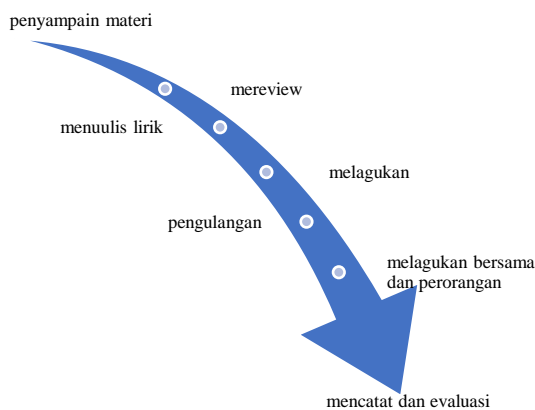 penyampain materi
mereview
menuulis lirik
melagukan
pengulangan
melagukan bersama
dan perorangan
mencatat dan evaluasi